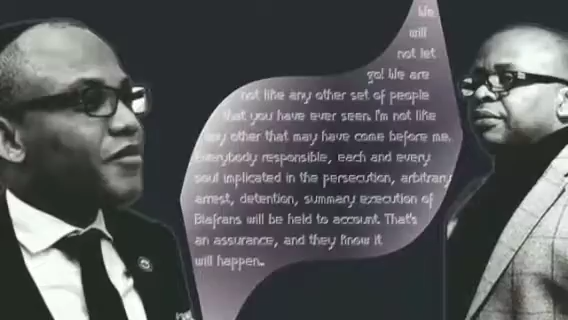 We
will
not let
go! We are
not like any other set of people
that you have ever seen. I'm not like
any other that may have come before me.
Everybody responsible, each and every
soul implicated in the persecution, arbitrary
arrest, detention, summary execution of
Biafrans will be held to account. That's
an assurance, and they know it
will happen...